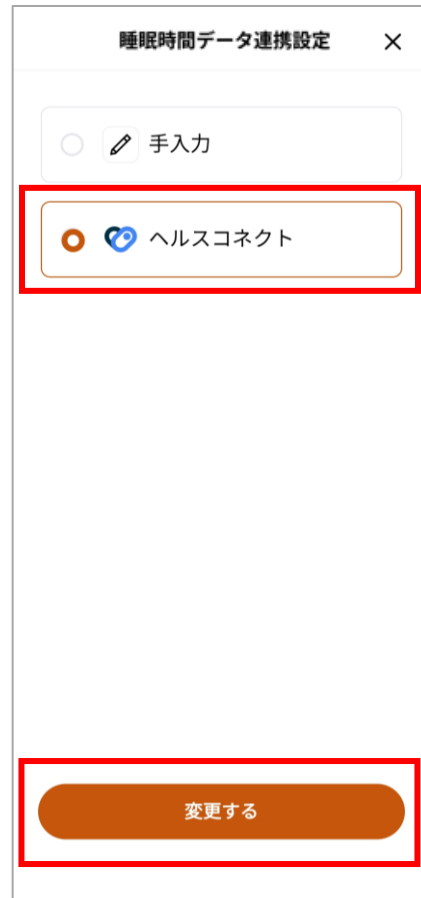 睡眠時間データ連携設定
手入力
ヘルスコネクト
変更する